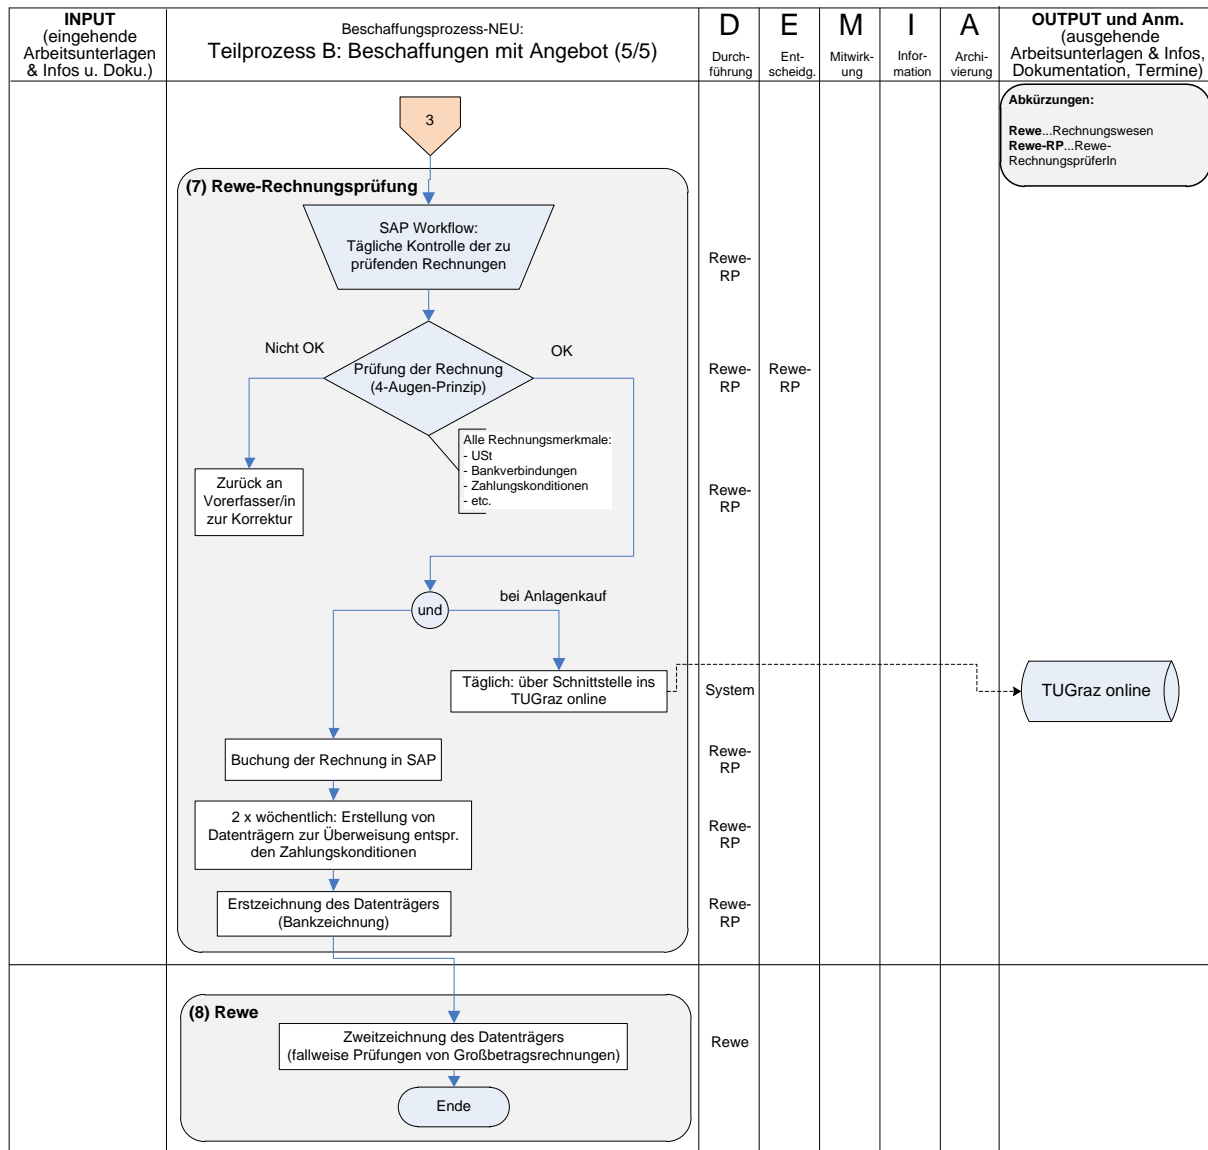 INPUT
(eingehende
Arbeitsunterlagen
& Infos u. Doku.)
Beschaffungsprozess-NEU:
Teilprozess B: Beschaffungen mit Angebot (5/5)
D
Durch-
führung
E
Ent-
scheidg.
M
Mitwirk-
ung
I
Infor-
mation
A
Archi-
vierung
OUTPUT und Anm.
(ausgehende
Arbeitsunterlagen & Infos,
Dokumentation, Termine)
Abkürzungen:
Rewe...Rechnungswesen
Rewe-RP...Rewe-
RechnungsprüferIn
3
(7) Rewe-Rechnungsprüfung
SAP Workflow:
Tägliche Kontrolle der zu
prüfenden Rechnungen
Rewe-
RP
Nicht OK
OK
Prüfung der Rechnung
(4-Augen-Prinzip)
Rewe-
RP
Rewe-
RP
Alle Rechnungsmerkmale:
- USt
- Bankverbindungen
- Zahlungskonditionen
- etc.
Zurück an
Vorerfasser/in
zur Korrektur
Rewe-
RP
und
bei Anlagenkauf
Täglich: über Schnittstelle ins
TUGraz online
System
TUGraz online
Buchung der Rechnung in SAP
Rewe-
RP
2 x wöchentlich: Erstellung von
Datenträgern zur Überweisung entspr.
den Zahlungskonditionen
Rewe-
RP
Erstzeichnung des Datenträgers
(Bankzeichnung)
Rewe-
RP
(8) Rewe
Zweitzeichnung des Datenträgers
(fallweise Prüfungen von Großbetragsrechnungen)
Rewe
Ende